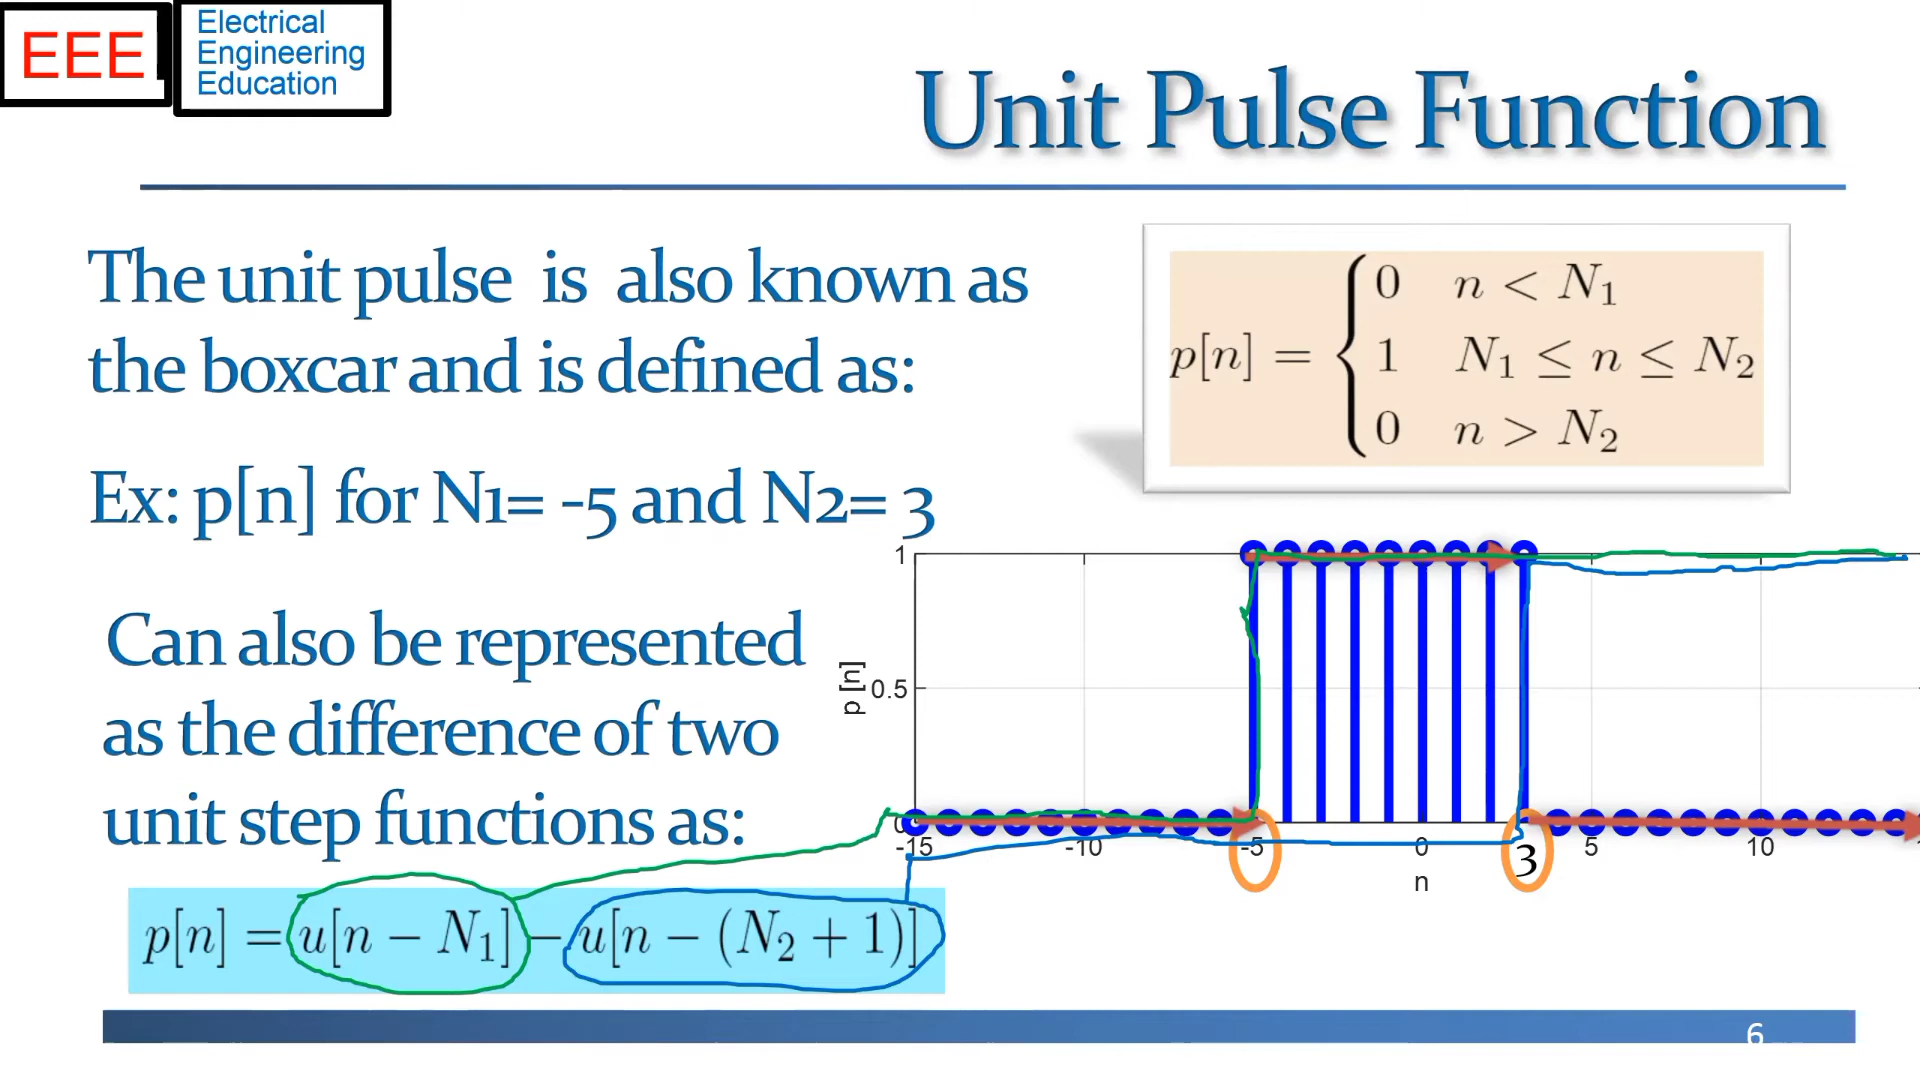 EEE
Electrical
Engineering
Education
Unit Pulse Function
The unit pulse is also known as
the boxcar and is defined as:
p[n] = { 0 n < N₁
1 N₁ ≤ n ≤ N₂
0 n > N₂
Ex: p[n] for N1= -5 and N2= 3
Can also be represented
as the difference of two
unit step functions as:
p[n] = u[n − N₁] − u[n − (N₂ + 1)]
1
0.5
0
p [n]
-15 -10 -5 0 3 5 10
n
6